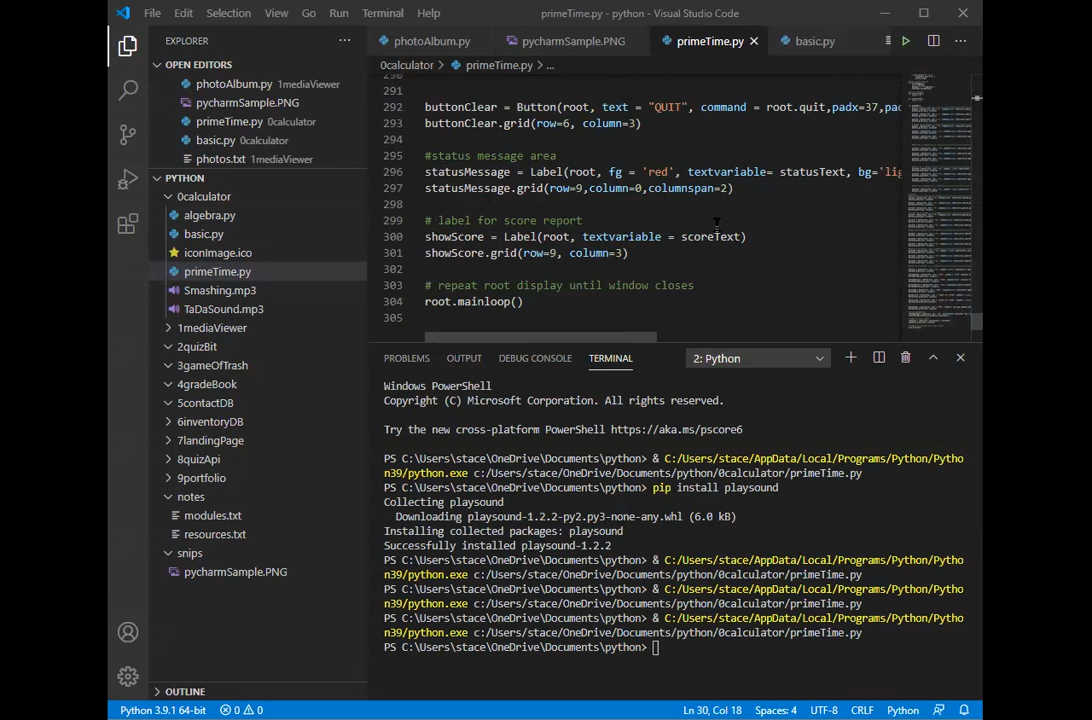 File Edit Selection View Go Run Terminal Help primeTime.py - python - Visual Studio Code
EXPLORER
photoAlbum.py pycharmSample.PNG primeTime.py basic.py
OPEN EDITORS
photoAlbum.py 1mediaViewer
pycharmSample.PNG
primeTime.py 0calculator
basic.py 0calculator
photos.txt 1mediaViewer
PYTHON
0calculator
algebra.py
basic.py
iconImage.ico
primeTime.py
Smashing.mp3
TaDaSound.mp3
1mediaViewer
2quizBit
3gameOfTrash
4gradeBook
5contactDB
6inventoryDB
7landingPage
8quizApi
9portfolio
notes
modules.txt
resources.txt
snips
pycharmSample.PNG
OUTLINE
0calculator > primeTime.py > ...
290
291
292 buttonClear = Button(root, text = "QUIT", command = root.quit,padx=37,pa
293 buttonClear.grid(row=6, column=3)
294
295 #status message area
296 statusMessage = Label(root, fg = 'red', textvariable= statusText, bg='lig
297 statusMessage.grid(row=9,column=0,columnspan=2)
298
299 # label for score report
300 showScore = Label(root, textvariable = scoreText)
301 showScore.grid(row=9, column=3)
302
303 # repeat root display until window closes
304 root.mainloop()
305
PROBLEMS OUTPUT DEBUG CONSOLE TERMINAL 2: Python
Windows PowerShell
Copyright (C) Microsoft Corporation. All rights reserved.
Try the new cross-platform PowerShell https://aka.ms/pscore6
PS C:\Users\stace\OneDrive\Documents\python> & C:/Users/stace/AppData/Local/Programs/Python/Pytho
n39/python.exe c:/Users/stace/OneDrive/Documents/python/0calculator/primeTime.py
PS C:\Users\stace\OneDrive\Documents\python> pip install playsound
Collecting playsound
Downloading playsound-1.2.2-py2.py3-none-any.whl (6.0 kB)
Installing collected packages: playsound
Successfully installed playsound-1.2.2
PS C:\Users\stace\OneDrive\Documents\python> & C:/Users/stace/AppData/Local/Programs/Python/Pytho
n39/python.exe c:/Users/stace/OneDrive/Documents/python/0calculator/primeTime.py
PS C:\Users\stace\OneDrive\Documents\python> & C:/Users/stace/AppData/Local/Programs/Python/Pytho
n39/python.exe c:/Users/stace/OneDrive/Documents/python/0calculator/primeTime.py
PS C:\Users\stace\OneDrive\Documents\python> & C:/Users/stace/AppData/Local/Programs/Python/Pytho
n39/python.exe c:/Users/stace/OneDrive/Documents/python/0calculator/primeTime.py
PS C:\Users\stace\OneDrive\Documents\python>
Python 3.9.1 64-bit 0 0 Ln 30, Col 18 Spaces: 4 UTF-8 CRLF Python